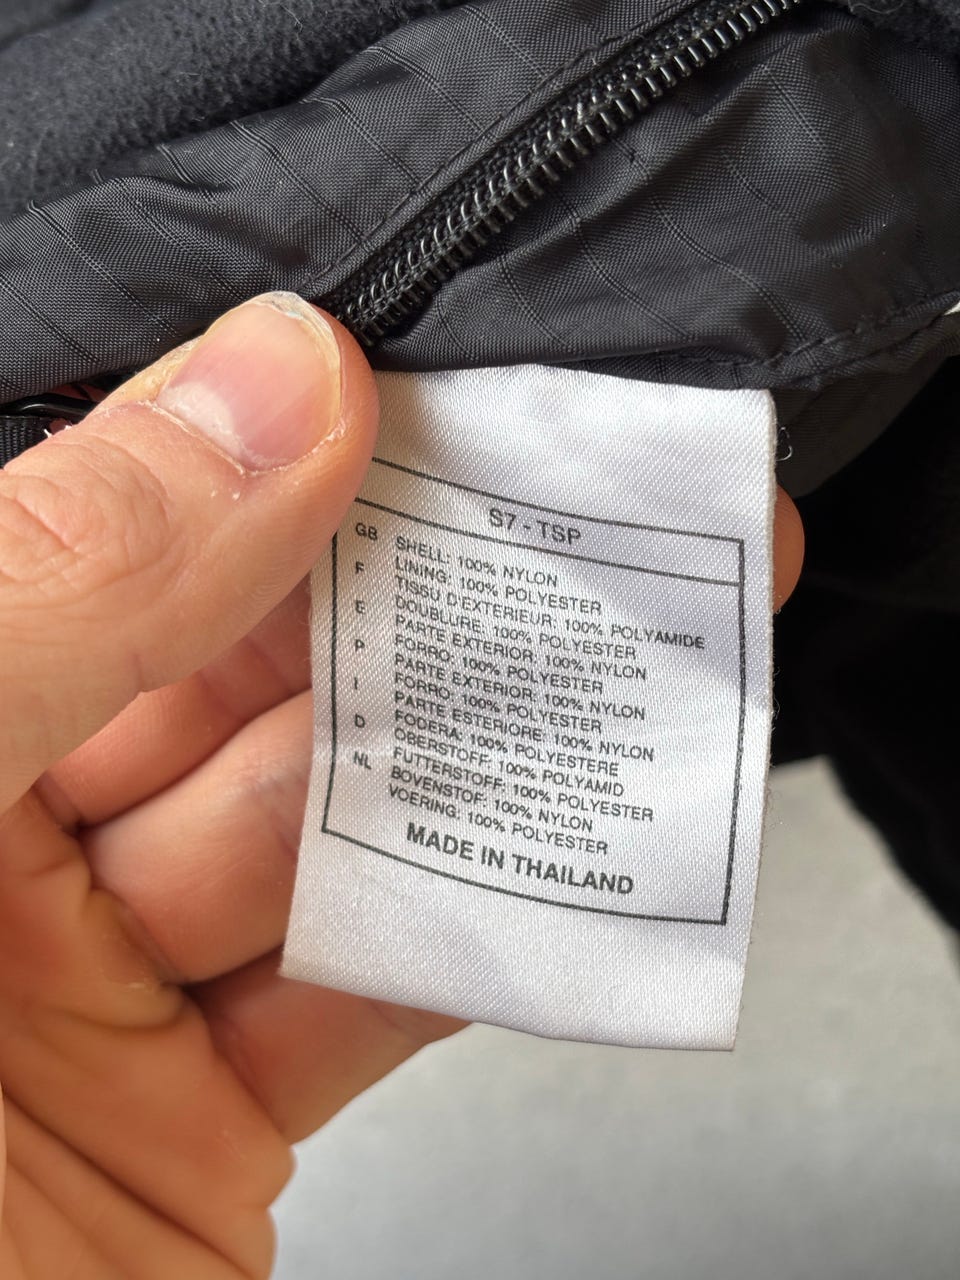 S7 - TSP
GB SHELL: 100% NYLON
LINING: 100% POLYESTER
F TISSU D'EXTERIEUR: 100% POLYAMIDE
DOUBLURE: 100% POLYESTER
E PARTE EXTERIOR: 100% NYLON
FORRO: 100% POLYESTER
P PARTE EXTERIOR: 100% NYLON
FORRO: 100% POLYESTER
I PARTE ESTERIORE: 100% NYLON
FODERA: 100% POLYESTERE
D OBERSTOFF: 100% POLYAMID
FUTTERSTOFF: 100% POLYESTER
NL BOVENSTOF: 100% NYLON
VOERING: 100% POLYESTER
MADE IN THAILAND